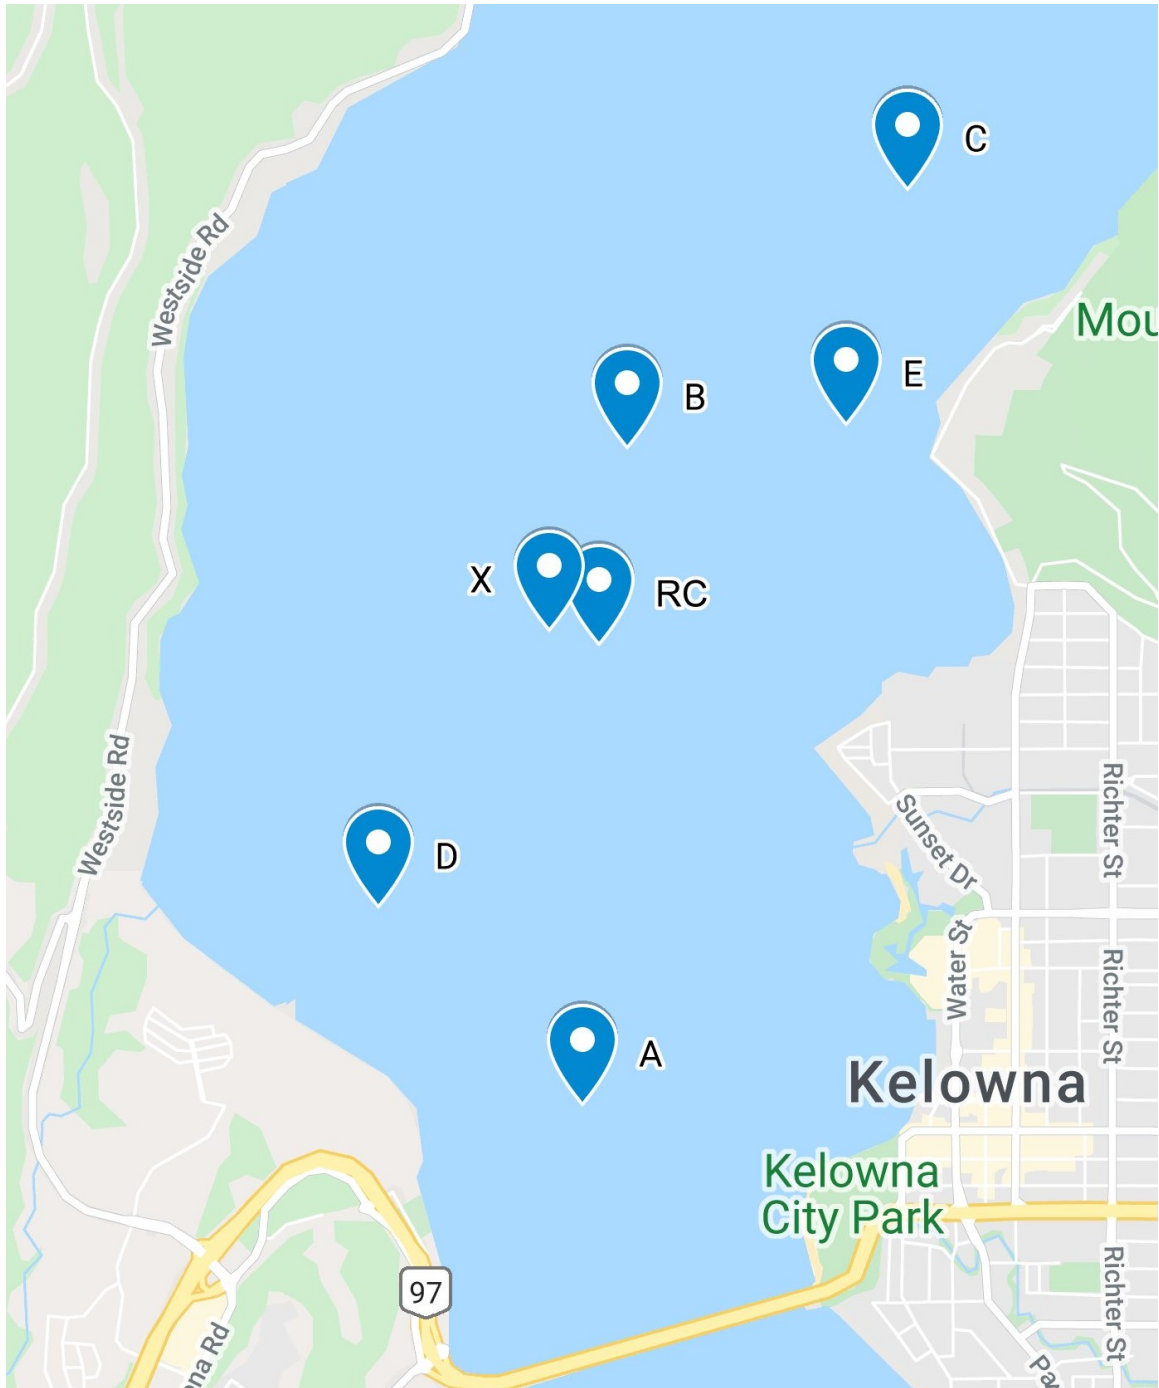 C
Westside Rd
Mou
E
B
X
RC
Westside Rd
Richter St
Sunset Dr
D
Water St
Richter St
A
Kelowna
Kelowna
City Park
97
Richter St
na Rd
Pa